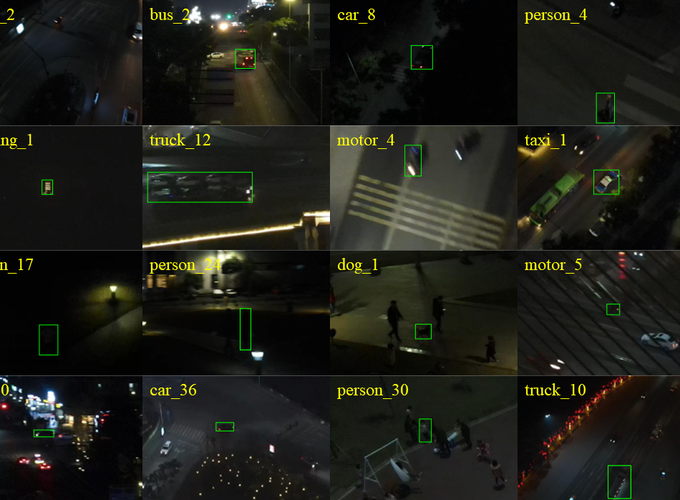 _2
bus_2
car_8
person_4
ng_1
truck_12
motor_4
taxi_1
n_17
person_24
dog_1
motor_5
0
car_36
person_30
truck_10